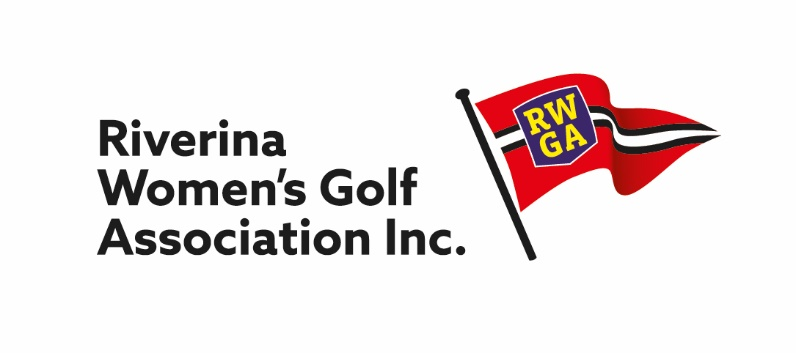 Riverina
Women's Golf
Association Inc.
RW
GA